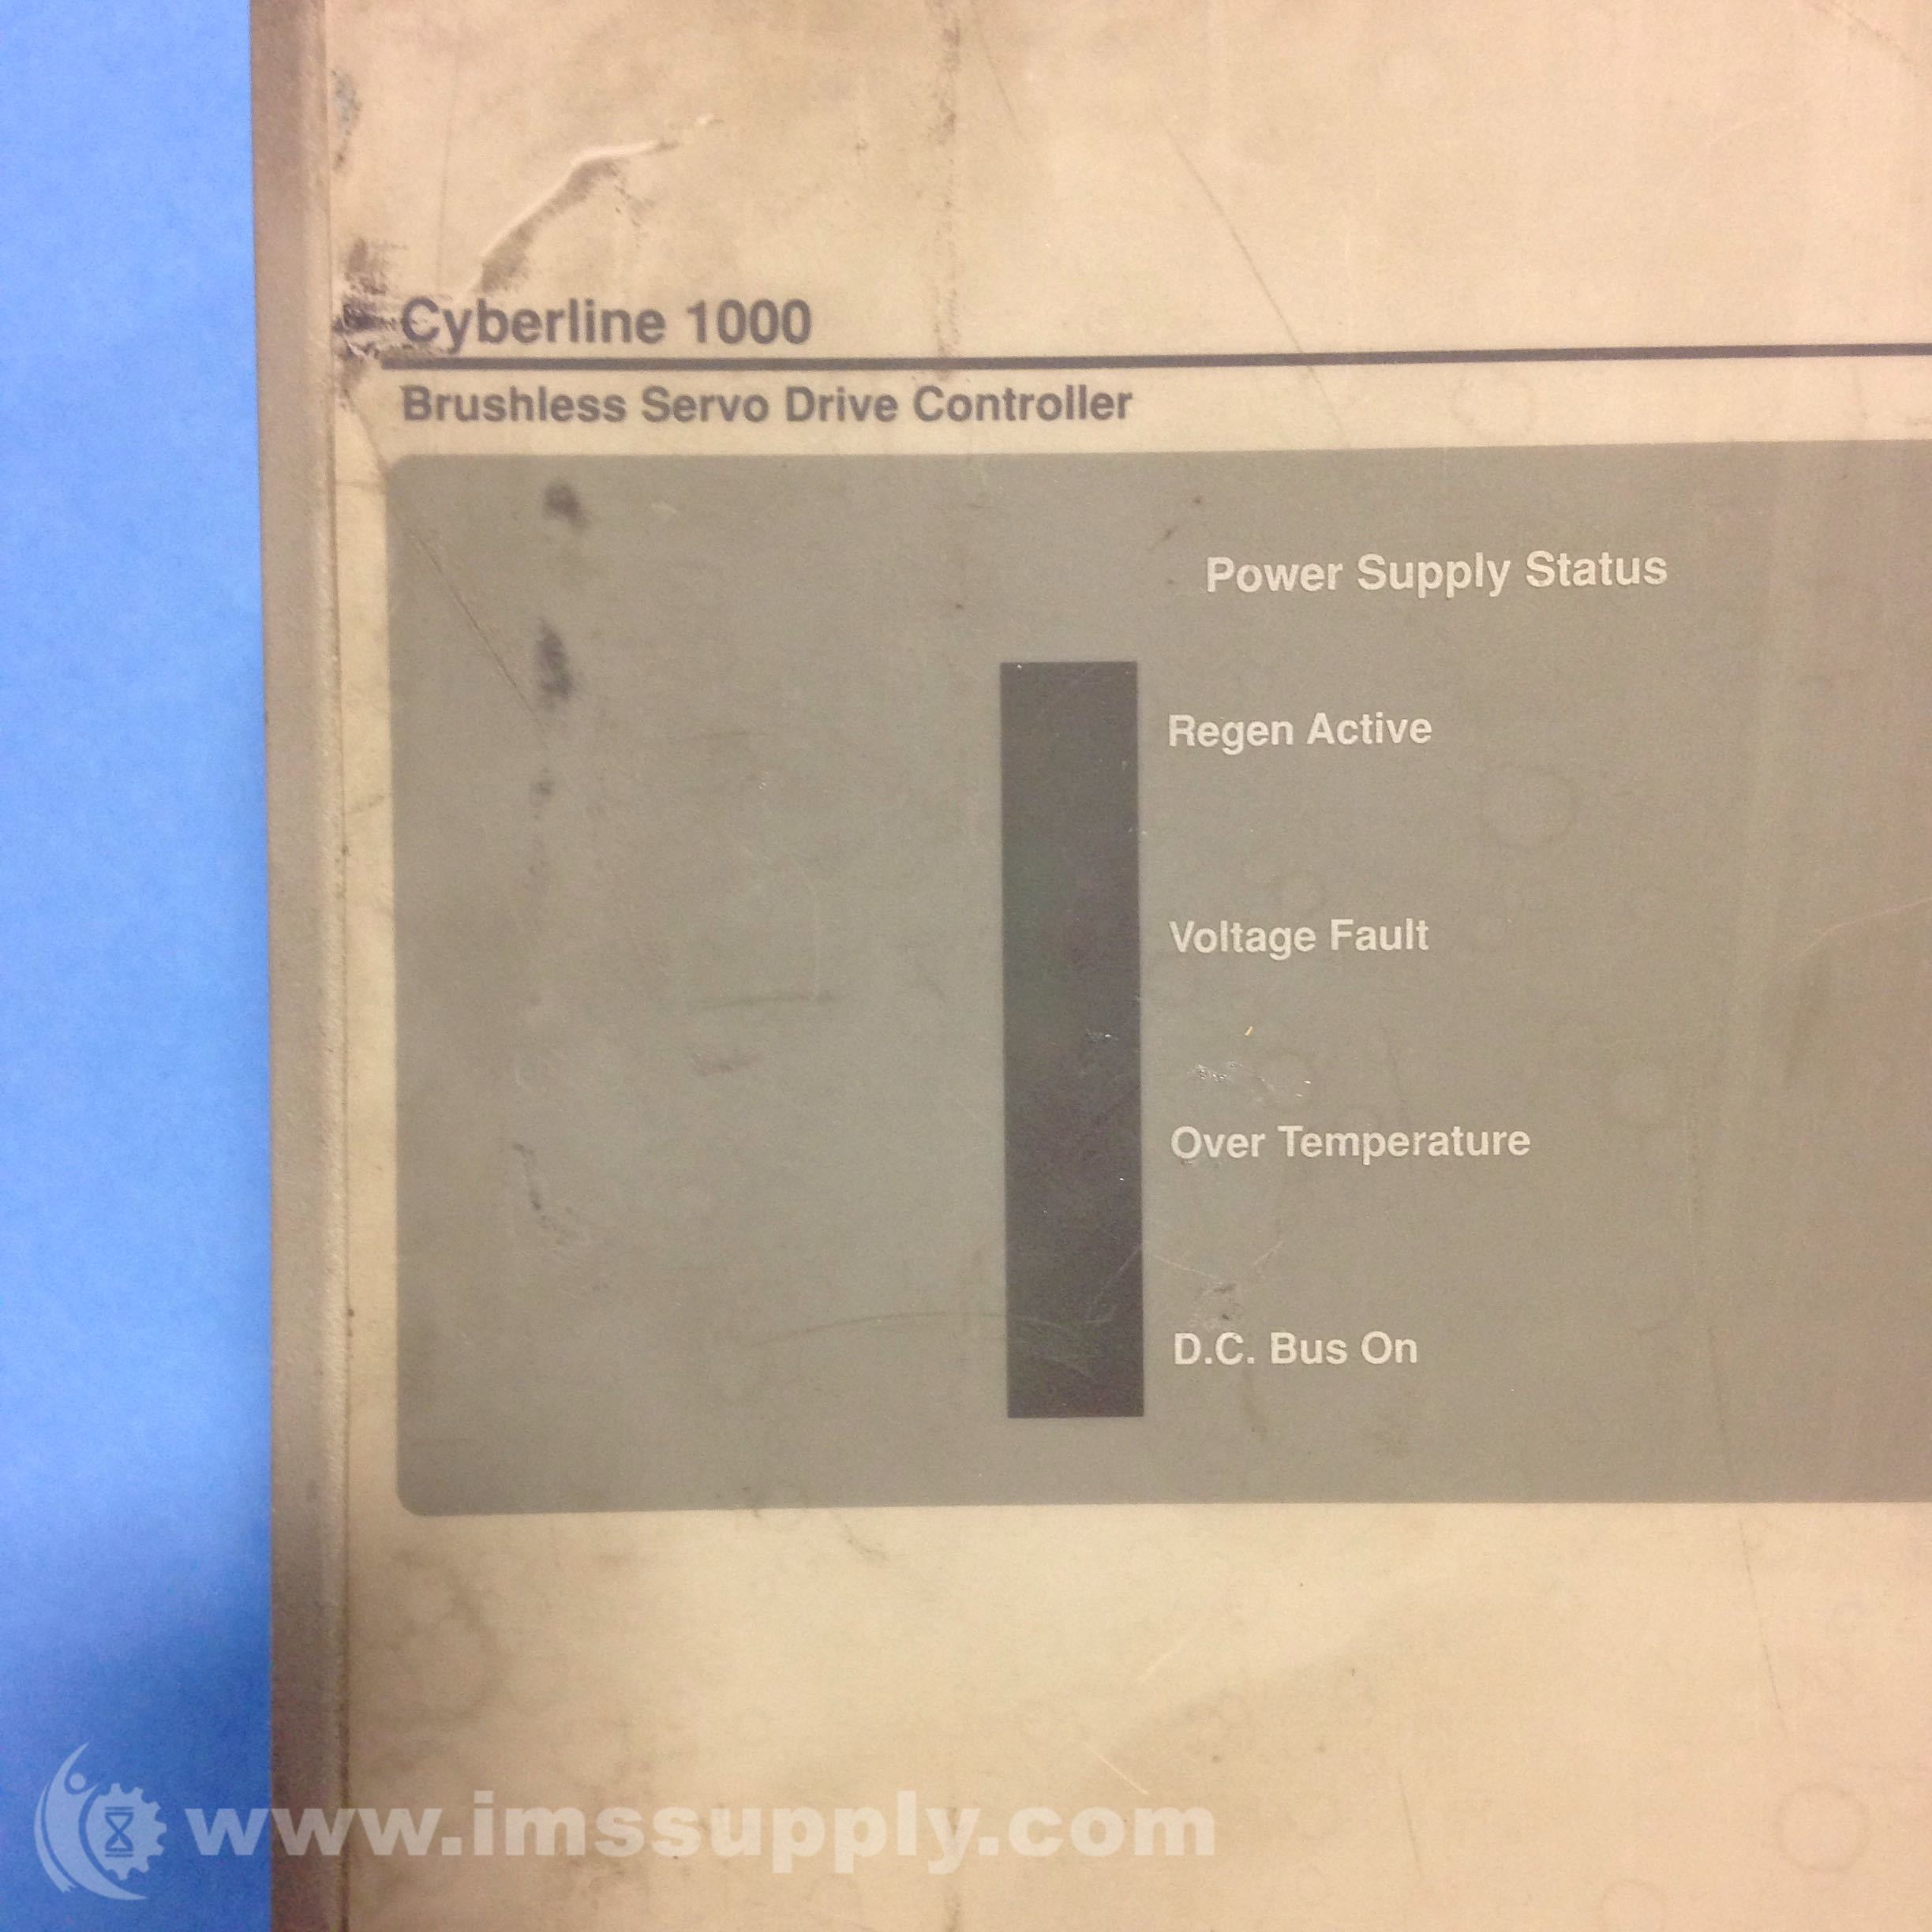 Cyberline 1000
Brushless Servo Drive Controller
Power Supply Status
Regen Active
Voltage Fault
Over Temperature
D.C. Bus On
www.imssupply.com